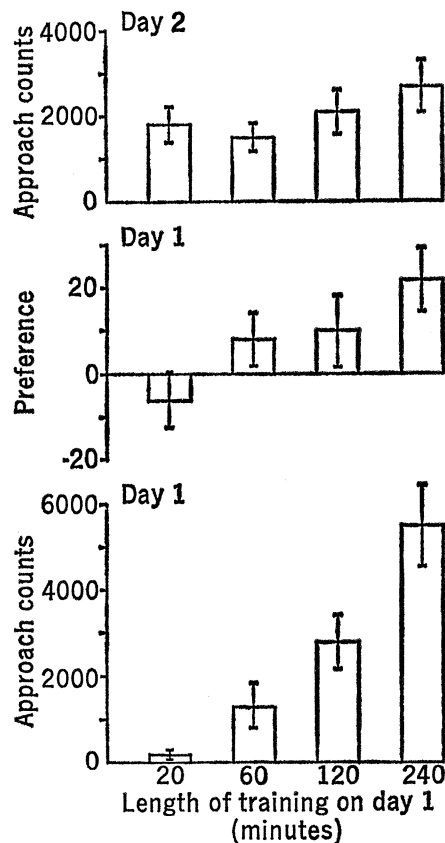 4000
Day 2
Approach counts
2000
0
Day 1
20
Preference
0
-20
Day 1
6000
Approach counts
4000
2000
0
20 60 120 240
Length of training on day 1
(minutes)